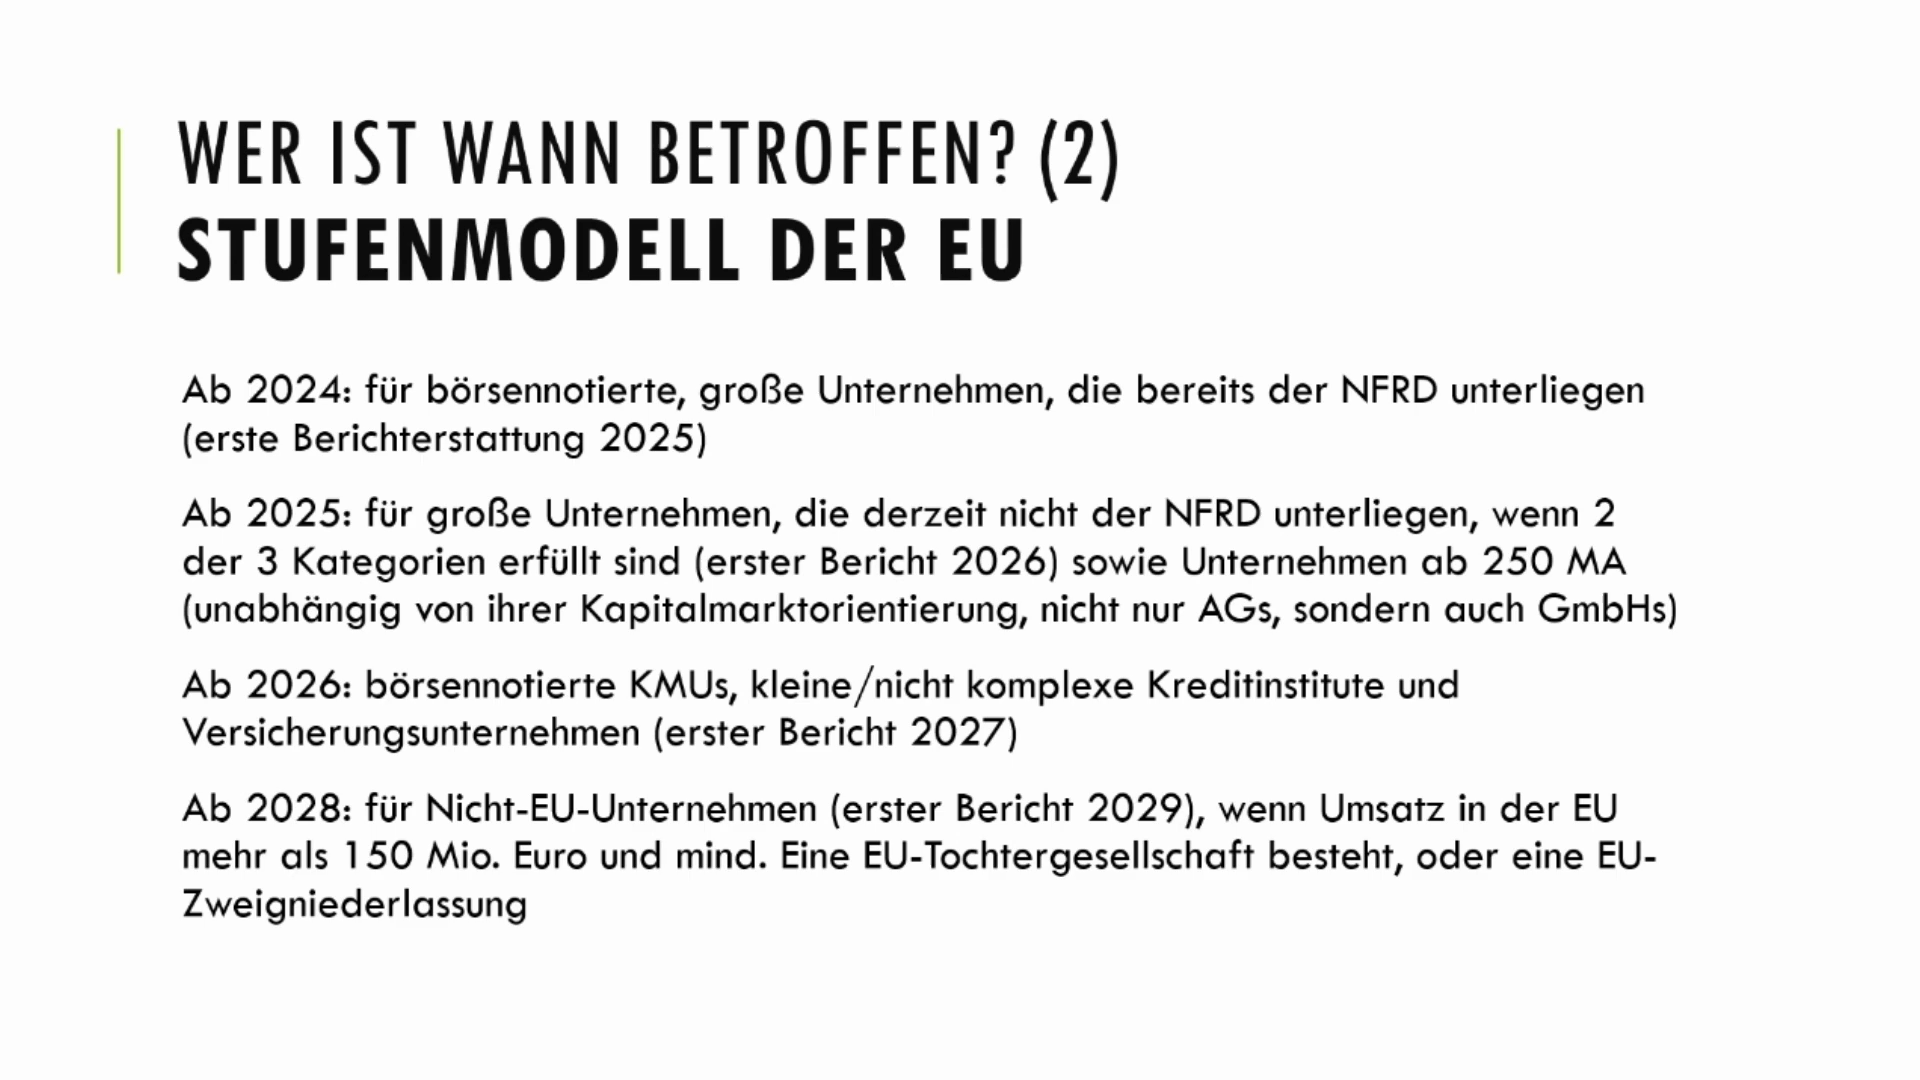 WER IST WANN BETROFFEN? (2)
STUFENMODELL DER EU
Ab 2024: für börsennotierte, große Unternehmen, die bereits der NFRD unterliegen
(erste Berichterstattung 2025)
Ab 2025: für große Unternehmen, die derzeit nicht der NFRD unterliegen, wenn 2
der 3 Kategorien erfüllt sind (erster Bericht 2026) sowie Unternehmen ab 250 MA
(unabhängig von ihrer Kapitalmarktorientierung, nicht nur AGs, sondern auch GmbHs)
Ab 2026: börsennotierte KMUs, kleine/nicht komplexe Kreditinstitute und
Versicherungsunternehmen (erster Bericht 2027)
Ab 2028: für Nicht-EU-Unternehmen (erster Bericht 2029), wenn Umsatz in der EU
mehr als 150 Mio. Euro und mind. Eine EU-Tochtergesellschaft besteht, oder eine EU-
Zweigniederlassung